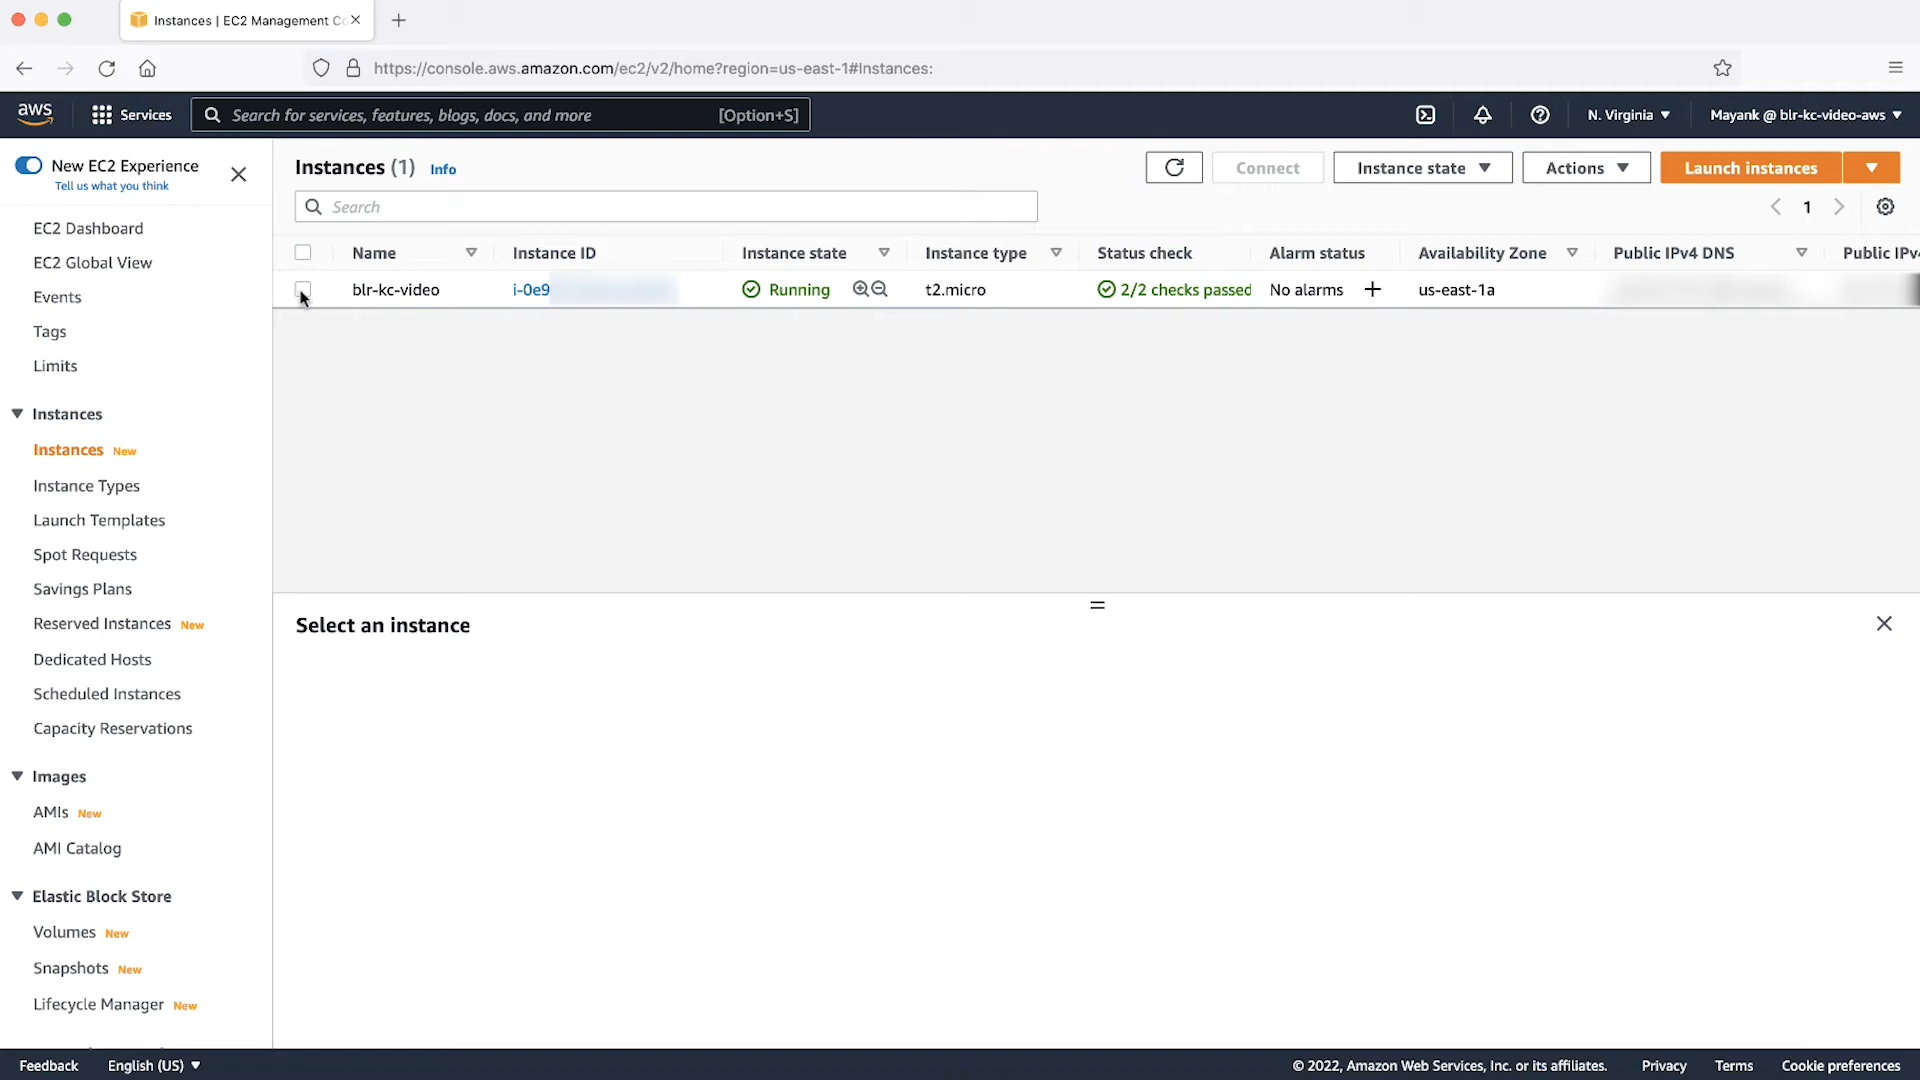 Instances | EC2 Management Co
https://console.aws.amazon.com/ec2/v2/home?region=us-east-1#Instances:
aws
Services
Search for services, features, blogs, docs, and more
[Option+S]
N. Virginia
Mayank @ blr-kc-video-aws
New EC2 Experience
Tell us what you think
EC2 Dashboard
EC2 Global View
Events
Tags
Limits
Instances
Instances New
Instance Types
Launch Templates
Spot Requests
Savings Plans
Reserved Instances New
Dedicated Hosts
Scheduled Instances
Capacity Reservations
Images
AMIs New
AMI Catalog
Elastic Block Store
Volumes New
Snapshots New
Lifecycle Manager New
Instances (1) Info
Connect
Instance state
Actions
Launch instances
Search
1
Name
Instance ID
Instance state
Instance type
Status check
Alarm status
Availability Zone
Public IPv4 DNS
Public IPv4
blr-kc-video
i-0e9
Running
t2.micro
2/2 checks passed
No alarms
us-east-1a
Select an instance
Feedback
English (US)
© 2022, Amazon Web Services, Inc. or its affiliates.
Privacy
Terms
Cookie preferences